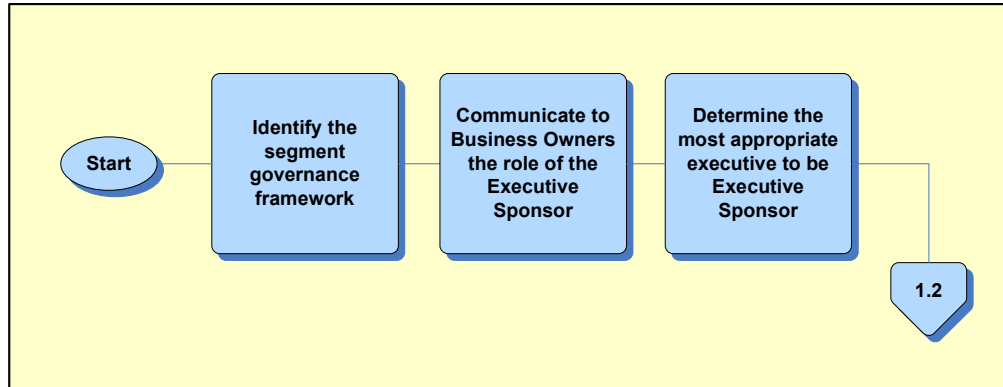 Start
Identify the
segment
governance
framework
Communicate to
Business Owners
the role of the
Executive
Sponsor
Determine the
most appropriate
executive to be
Executive
Sponsor
1.2